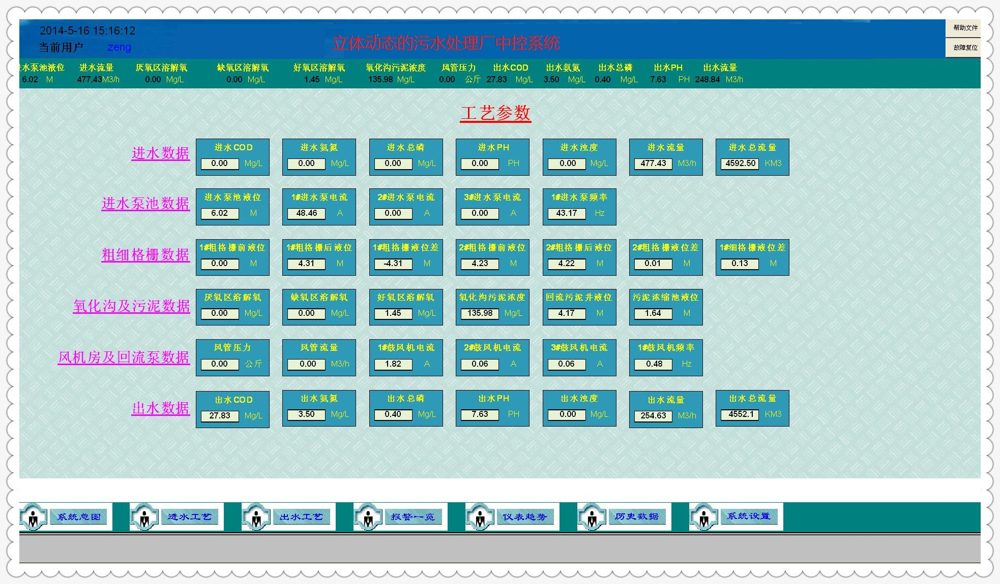 2014-5-16 15:16:12
当前用户 zeng
立体动态的污水处理厂中控系统
帮助文件
故障复位
水泵池液位 进水流量 厌氧区溶解氧 缺氧区溶解氧 好氧区溶解氧 氧化沟污泥浓度 风管压力 出水COD 出水氨氮 出水总磷 出水PH 出水流量
6.02 M 477.43M3/h 0.00 Mg/L 0.00 Mg/L 1.45 Mg/L 135.98 Mg/L 0.00 公斤 27.83 Mg/L 3.50 Mg/L 0.40 Mg/L 7.63 PH 248.84 M3/h
工艺参数
进水数据
进水COD 进水氨氮 进水总磷 进水PH 进水浊度 进水流量 进水总流量
0.00 Mg/L 0.00 Mg/L 0.00 Mg/L 0.00 PH 0.00 Mg/L 477.43 M3/h 4592.50 KM3
进水泵池数据
进水泵池液位 1#进水泵电流 2#进水泵电流 3#进水泵电流 1#进水泵频率
6.02 M 48.46 A 0.00 A 0.00 A 43.17 Hz
粗细格栅数据
1#粗格栅前液位 1#粗格栅后液位 1#粗格栅液位差 2#粗格栅前液位 2#粗格栅后液位 2#粗格栅液位差 1#细格栅液位差
0.00 M 4.31 M -4.31 M 4.23 M 4.22 M 0.01 M 0.13 M
氧化沟及污泥数据
厌氧区溶解氧 缺氧区溶解氧 好氧区溶解氧 氧化沟污泥浓度 回流污泥井液位 污泥浓缩池液位
0.00 Mg/L 0.00 Mg/L 1.45 Mg/L 135.98 Mg/L 4.17 M 1.64 M
风机房及回流泵数据
风管压力 风管流量 1#鼓风机电流 2#鼓风机电流 3#鼓风机电流 1#鼓风机频率
0.00 公斤 0.00 M3/h 1.82 A 0.06 A 0.06 A 0.48 Hz
出水数据
出水COD 出水氨氮 出水总磷 出水PH 出水浊度 出水流量 出水总流量
27.83 Mg/L 3.50 Mg/L 0.40 Mg/L 7.63 PH 0.00 Mg/L 254.63 M3/h 4552.1 KM3
系统总图 进水工艺 出水工艺 报警一览 仪表趋势 历史数据 系统设置